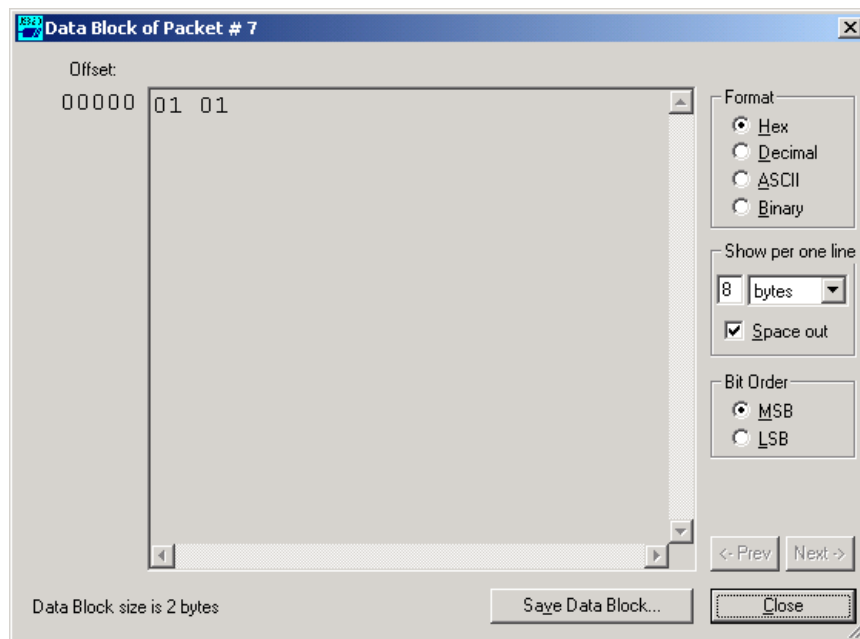 Data Block of Packet # 7
Offset:
00000 01 01
Format
Hex
Decimal
ASCII
Binary
Show per one line
8 bytes
Space out
Bit Order
MSB
LSB
<- Prev Next ->
Data Block size is 2 bytes
Save Data Block...
Close